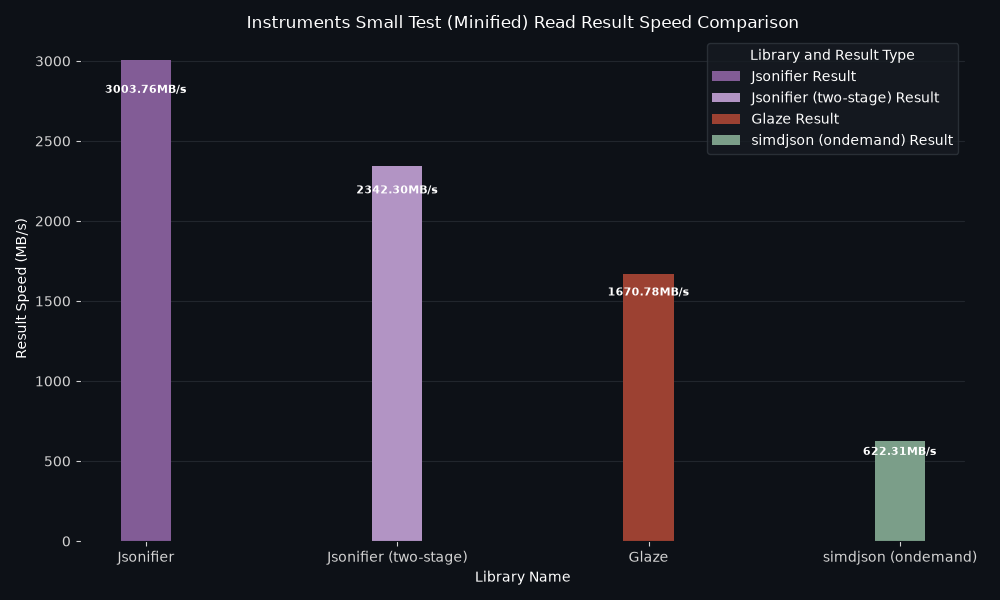 Instruments Small Test (Minified) Read Result Speed Comparison
Library and Result Type
Jsonifier Result
Jsonifier (two-stage) Result
Glaze Result
simdjson (ondemand) Result
Result Speed (MB/s)
3000
2500
2000
1500
1000
500
0
3003.76MB/s
2342.30MB/s
1670.78MB/s
622.31MB/s
Jsonifier
Jsonifier (two-stage)
Glaze
simdjson (ondemand)
Library Name